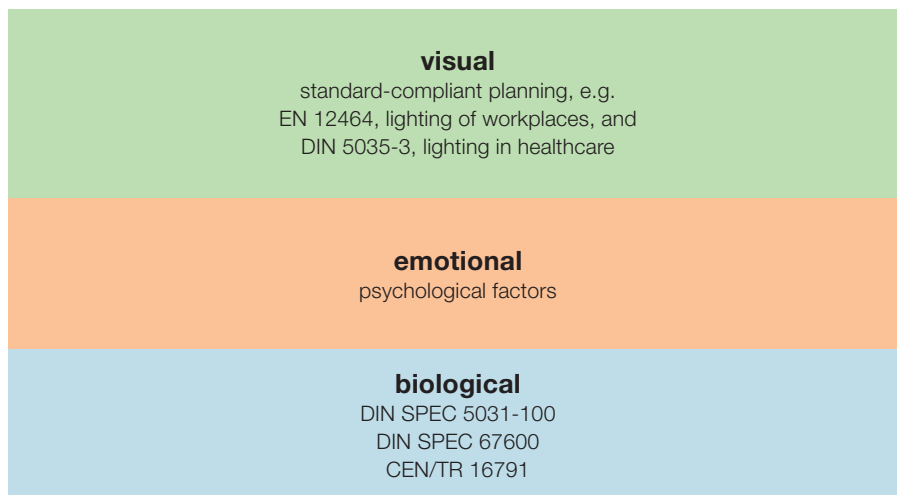 visual
standard-compliant planning, e.g.
EN 12464, lighting of workplaces, and
DIN 5035-3, lighting in healthcare
emotional
psychological factors
biological
DIN SPEC 5031-100
DIN SPEC 67600
CEN/TR 16791